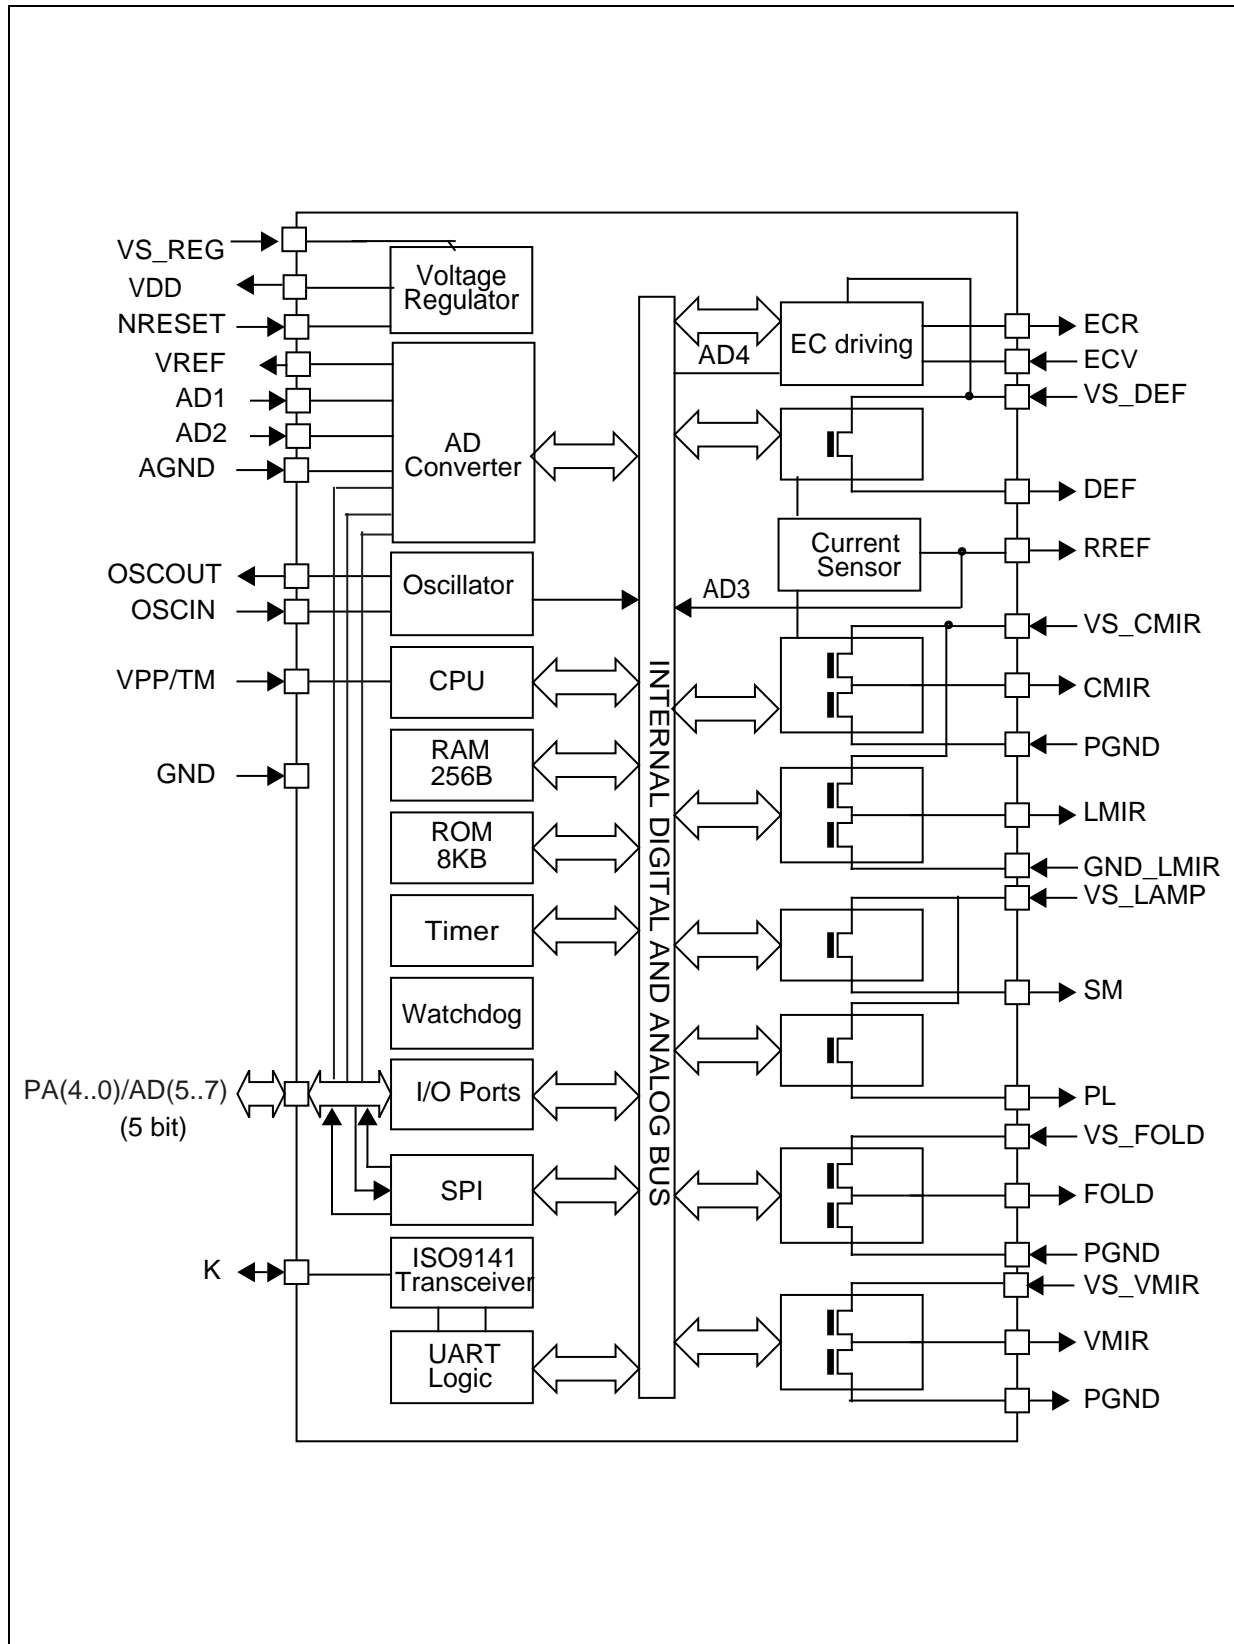 VS_REG
VDD
NRESET
VREF
AD1
AD2
AGND
OSCOUT
OSCIN
VPP/TM
GND
PA(4..0)/AD(5..7)
(5 bit)
K
Voltage
Regulator
AD
Converter
Oscillator
CPU
RAM
256B
ROM
8KB
Timer
Watchdog
I/O Ports
SPI
ISO9141
Transceiver
UART
Logic
INTERNAL DIGITAL AND ANALOG BUS
AD4
EC driving
Current
Sensor
AD3
ECR
ECV
VS_DEF
DEF
RREF
VS_CMIR
CMIR
PGND
LMIR
GND_LMIR
VS_LAMP
SM
PL
VS_FOLD
FOLD
PGND
VS_VMIR
VMIR
PGND